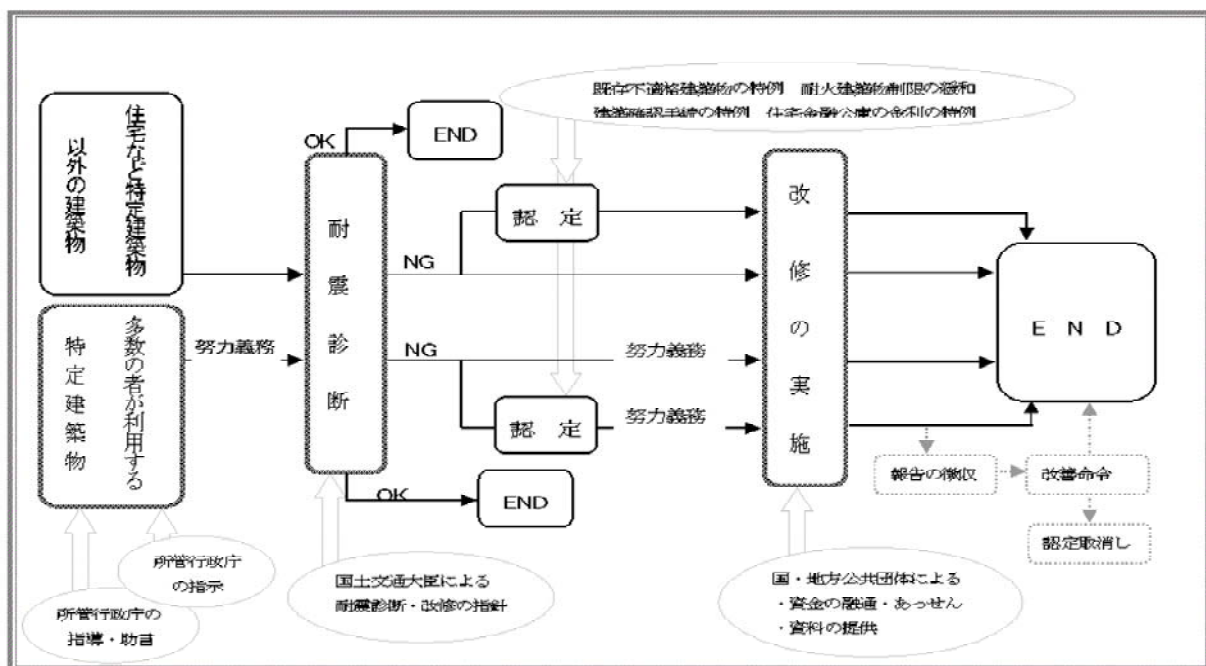 既存不適格建築物の特例　耐火建築物制限の緩和
建築確認手続の特例　住宅金融公庫の金利の特例
住宅など特定建築物
以外の建築物
OK
END
耐震診断
認　定
改修の実施
NG
END
多数の者が利用する
特定建築物
努力義務
NG
努力義務
認　定
努力義務
OK
END
報告の徴収
改善命令
認定取消し
所管行政庁
の指示
所管行政庁の
指導・助言
国土交通大臣による
耐震診断・改修の指針
国・地方公共団体による
・資金の融通・あっせん
・資料の提供